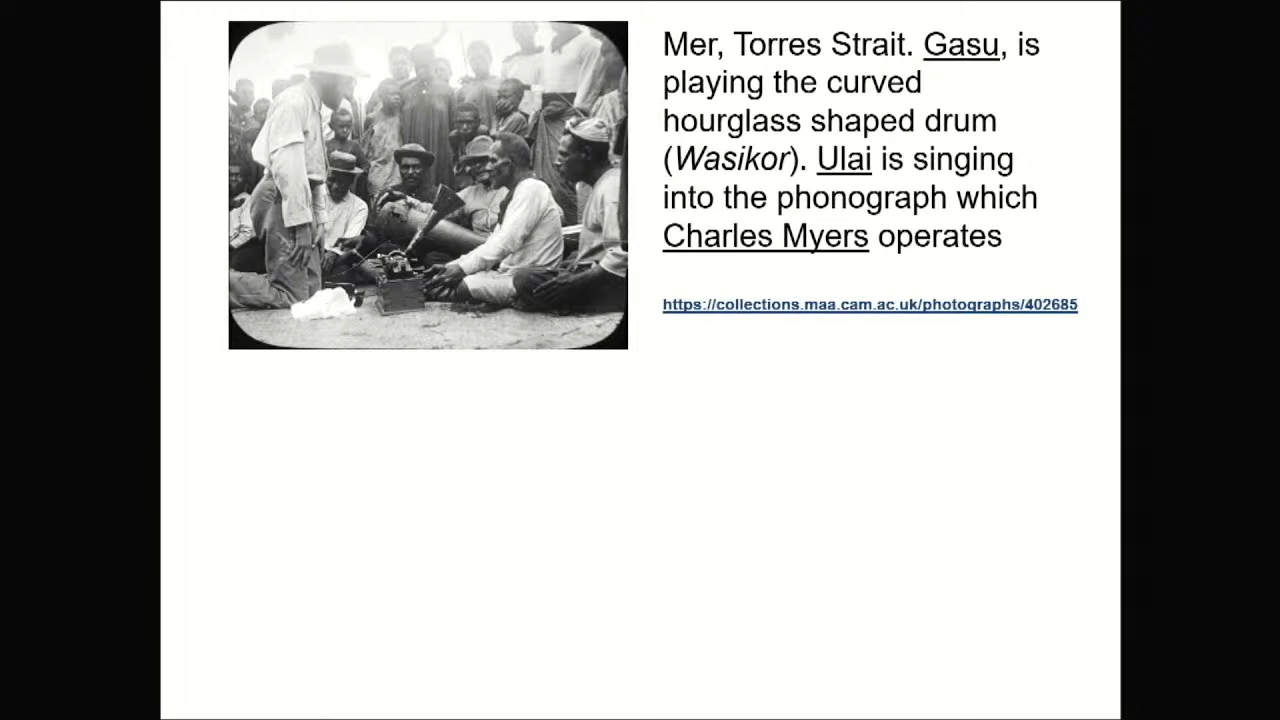 Mer, Torres Strait. Gasu, is
playing the curved
hourglass shaped drum
(Wasikor). Ulai is singing
into the phonograph which
Charles Myers operates
https://collections.maa.cam.ac.uk/photographs/402685